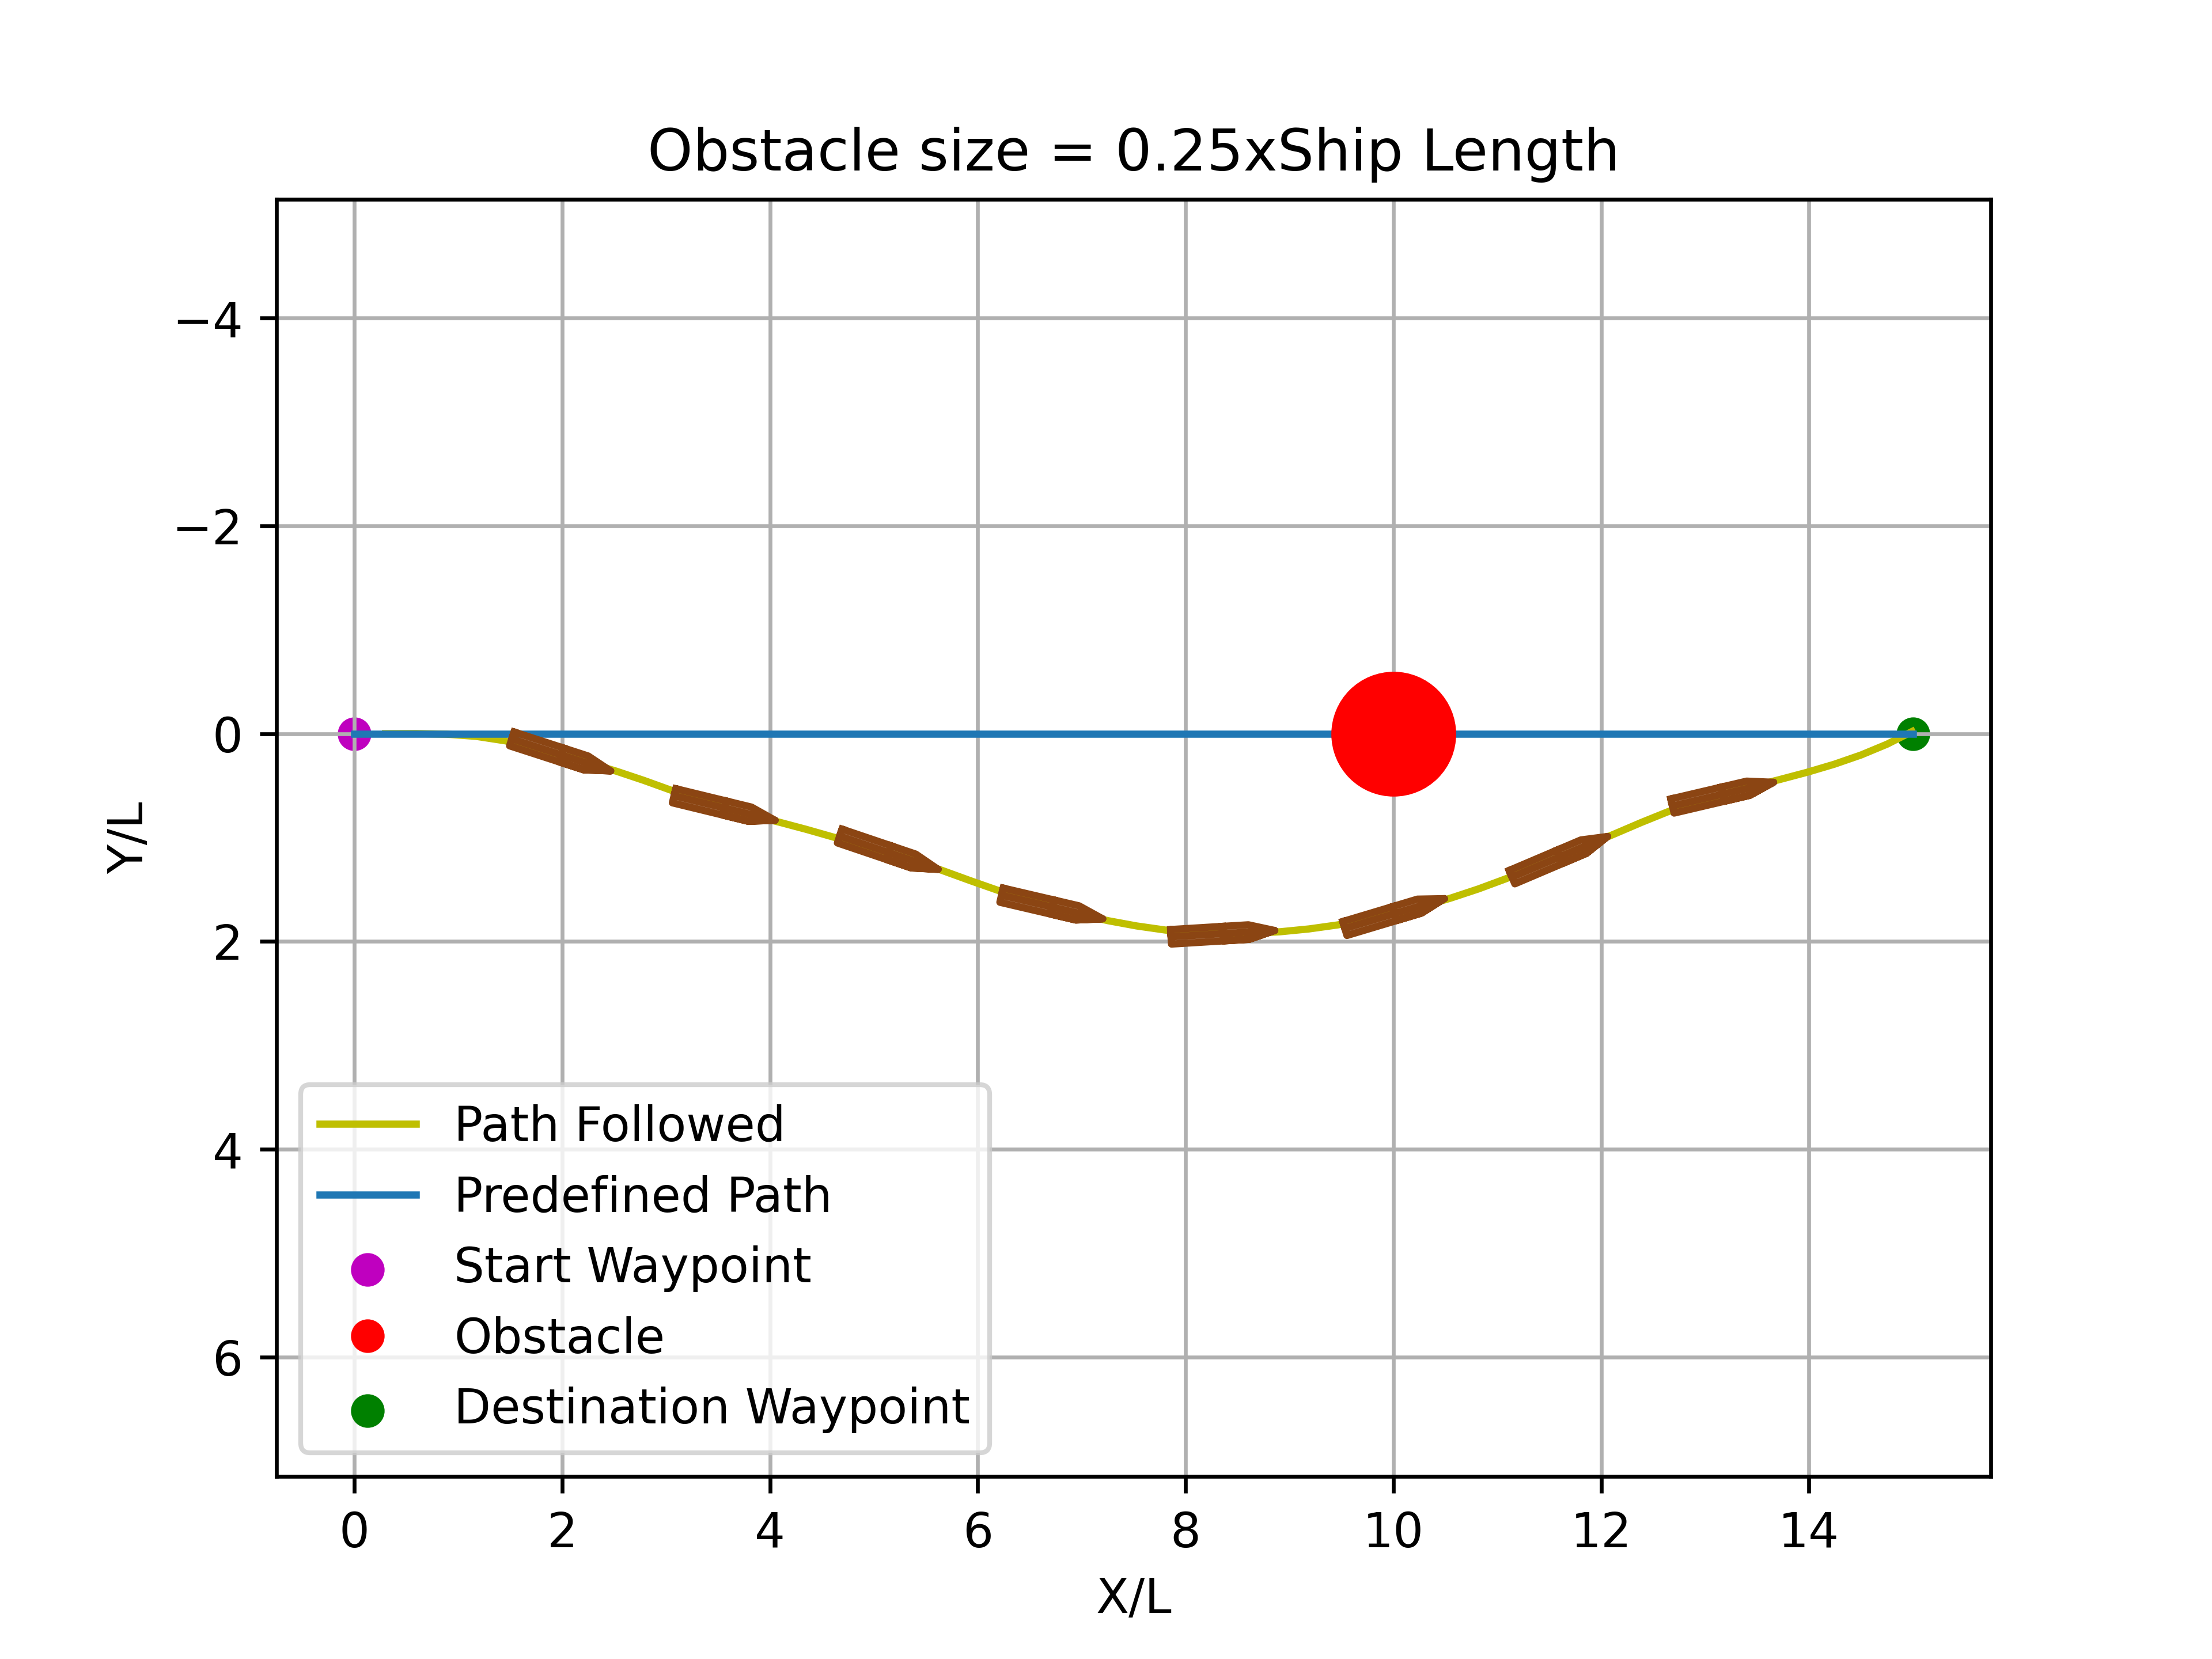 Obstacle size = 0.25xShip Length
−4
−2
0
2
4
6
Y/L
Path Followed
Predefined Path
Start Waypoint
Obstacle
Destination Waypoint
0 2 4 6 8 10 12 14
X/L